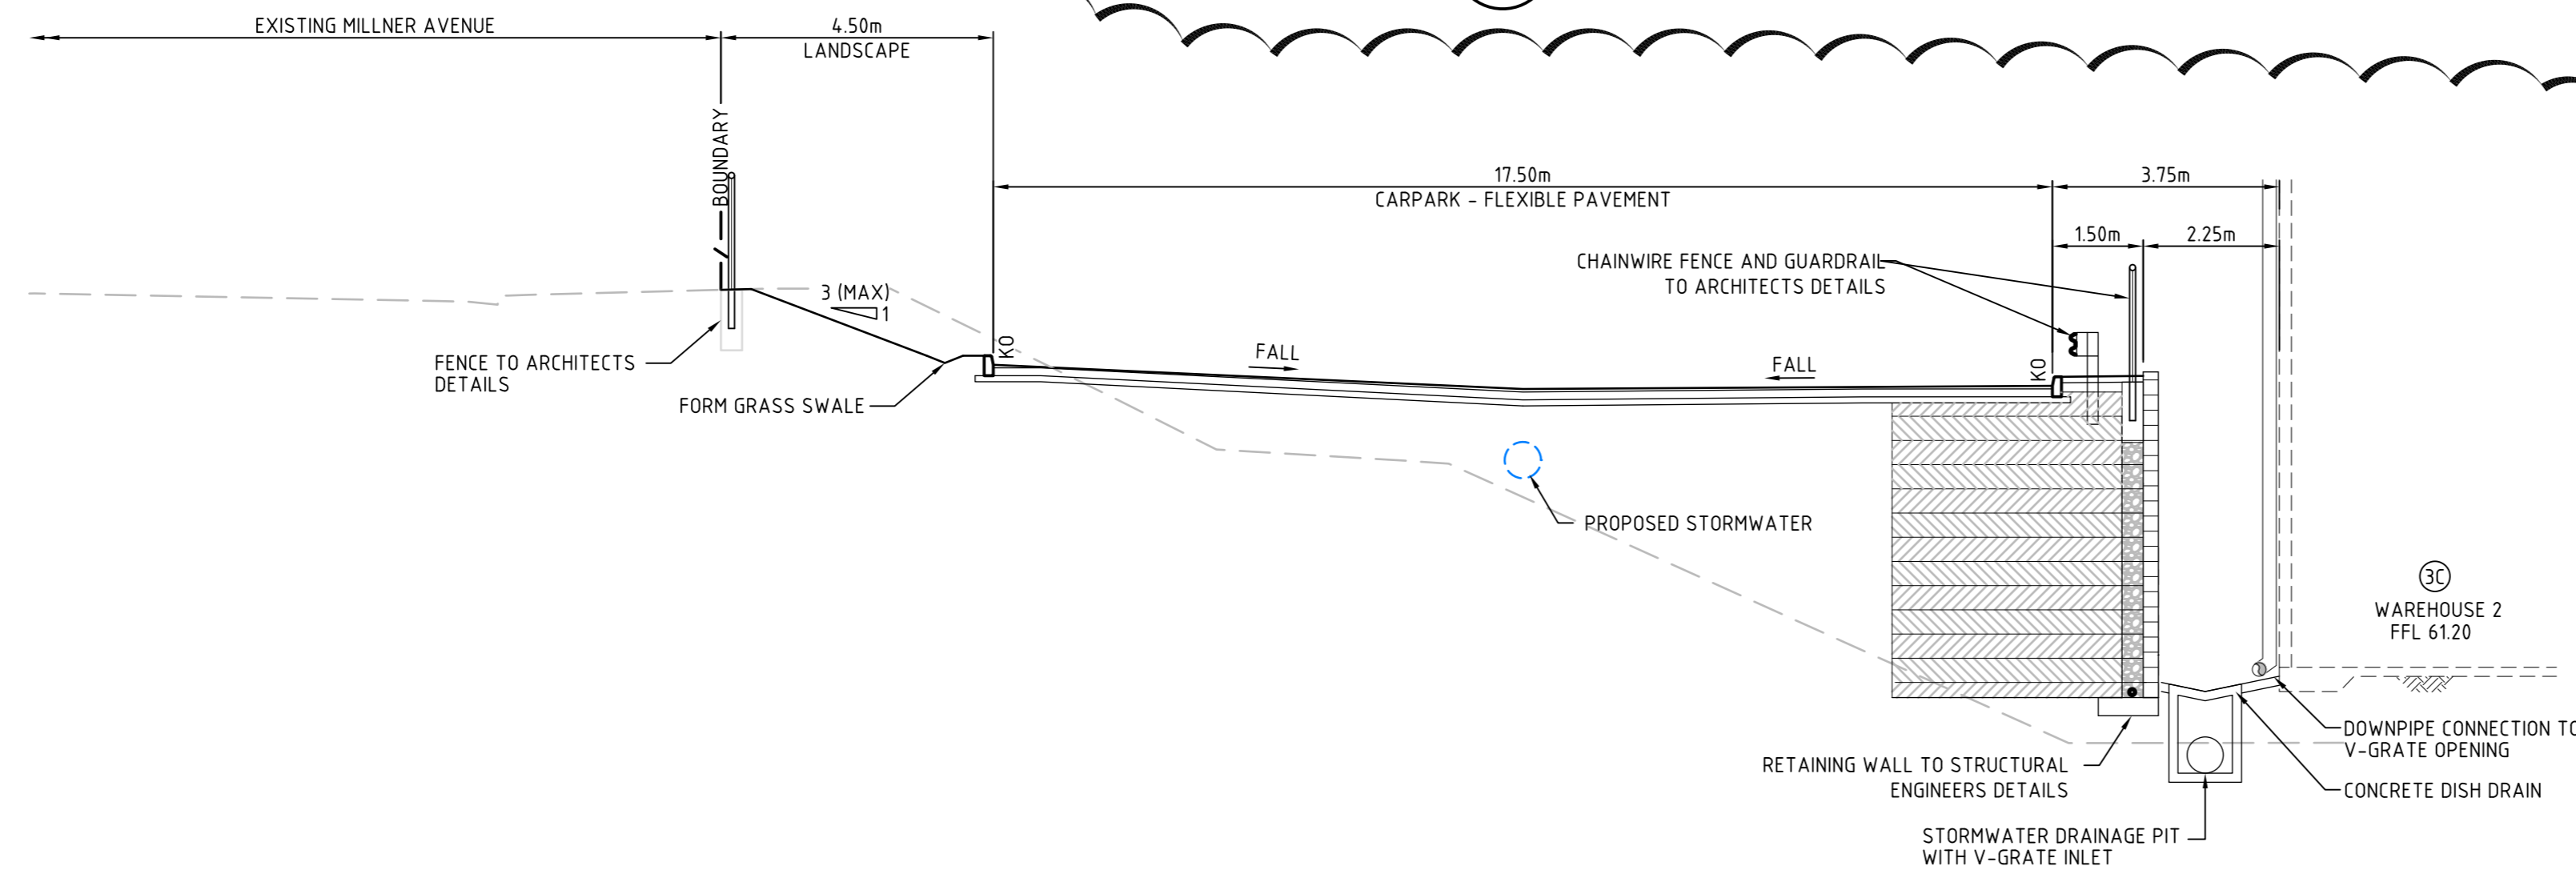 EXISTING MILLNER AVENUE
4.50m
LANDSCAPE
BOUNDARY
17.50m
CARPARK - FLEXIBLE PAVEMENT
3.75m
1.50m
2.25m
CHAINWIRE FENCE AND GUARDRAIL
TO ARCHITECTS DETAILS
3 (MAX)
1
KO
FALL
FALL
KO
FENCE TO ARCHITECTS
DETAILS
FORM GRASS SWALE
PROPOSED STORMWATER
3C
WAREHOUSE 2
FFL 61.20
DOWNPIPE CONNECTION TO
V-GRATE OPENING
RETAINING WALL TO STRUCTURAL
ENGINEERS DETAILS
CONCRETE DISH DRAIN
STORMWATER DRAINAGE PIT
WITH V-GRATE INLET